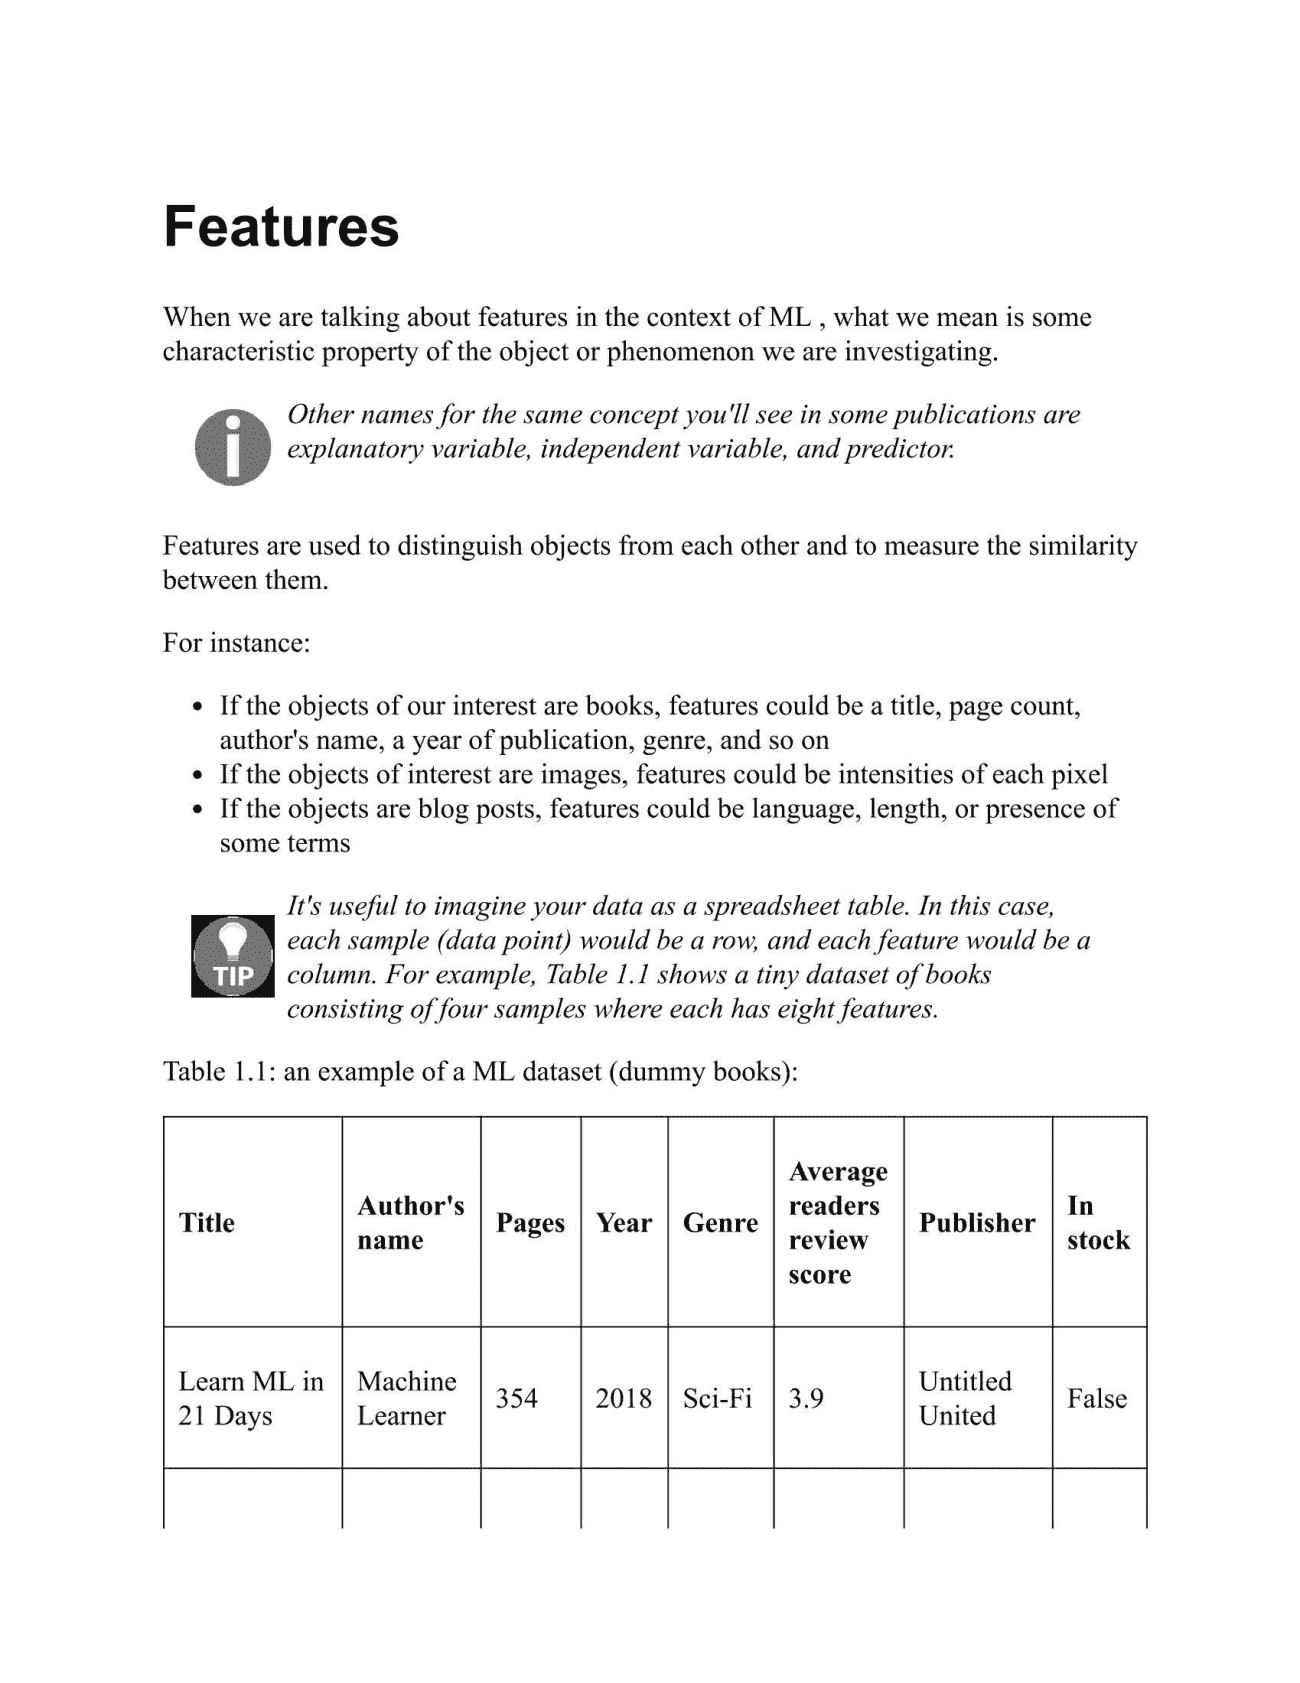 Features
When we are talking about features in the context of ML , what we mean is some
characteristic property of the object or phenomenon we are investigating.
Other names for the same concept you'll see in some publications are
explanatory variable, independent variable, and predictor.
Features are used to distinguish objects from each other and to measure the similarity
between them.
For instance:
• If the objects of our interest are books, features could be a title, page count,
author's name, a year of publication, genre, and so on
• If the objects of interest are images, features could be intensities of each pixel
• If the objects are blog posts, features could be language, length, or presence of
some terms
TIP
It's useful to imagine your data as a spreadsheet table. In this case,
each sample (data point) would be a row, and each feature would be a
column. For example, Table 1.1 shows a tiny dataset of books
consisting of four samples where each has eight features.
Table 1.1: an example of a ML dataset (dummy books):
Title
Author's
name
Pages
Year
Genre
Average
readers
review
score
Publisher
In
stock
Learn ML in
21 Days
Machine
Learner
354
2018
Sci-Fi
3.9
Untitled
United
False